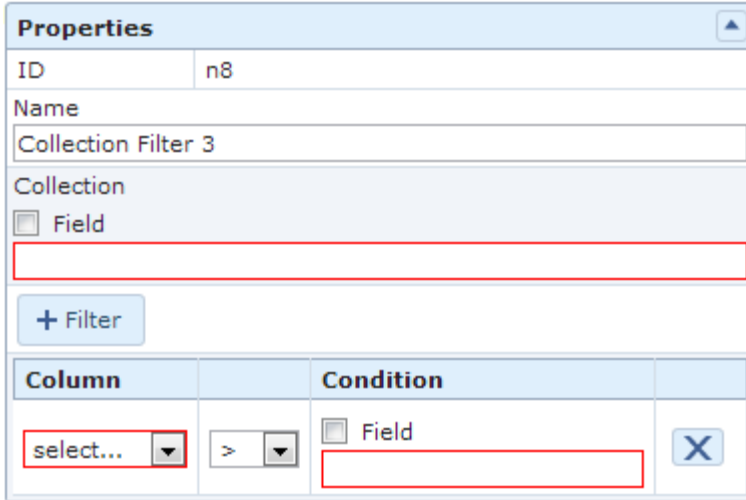 Properties
ID n8
Name
Collection Filter 3
Collection
Field
+ Filter
Column Condition
select... > Field
X